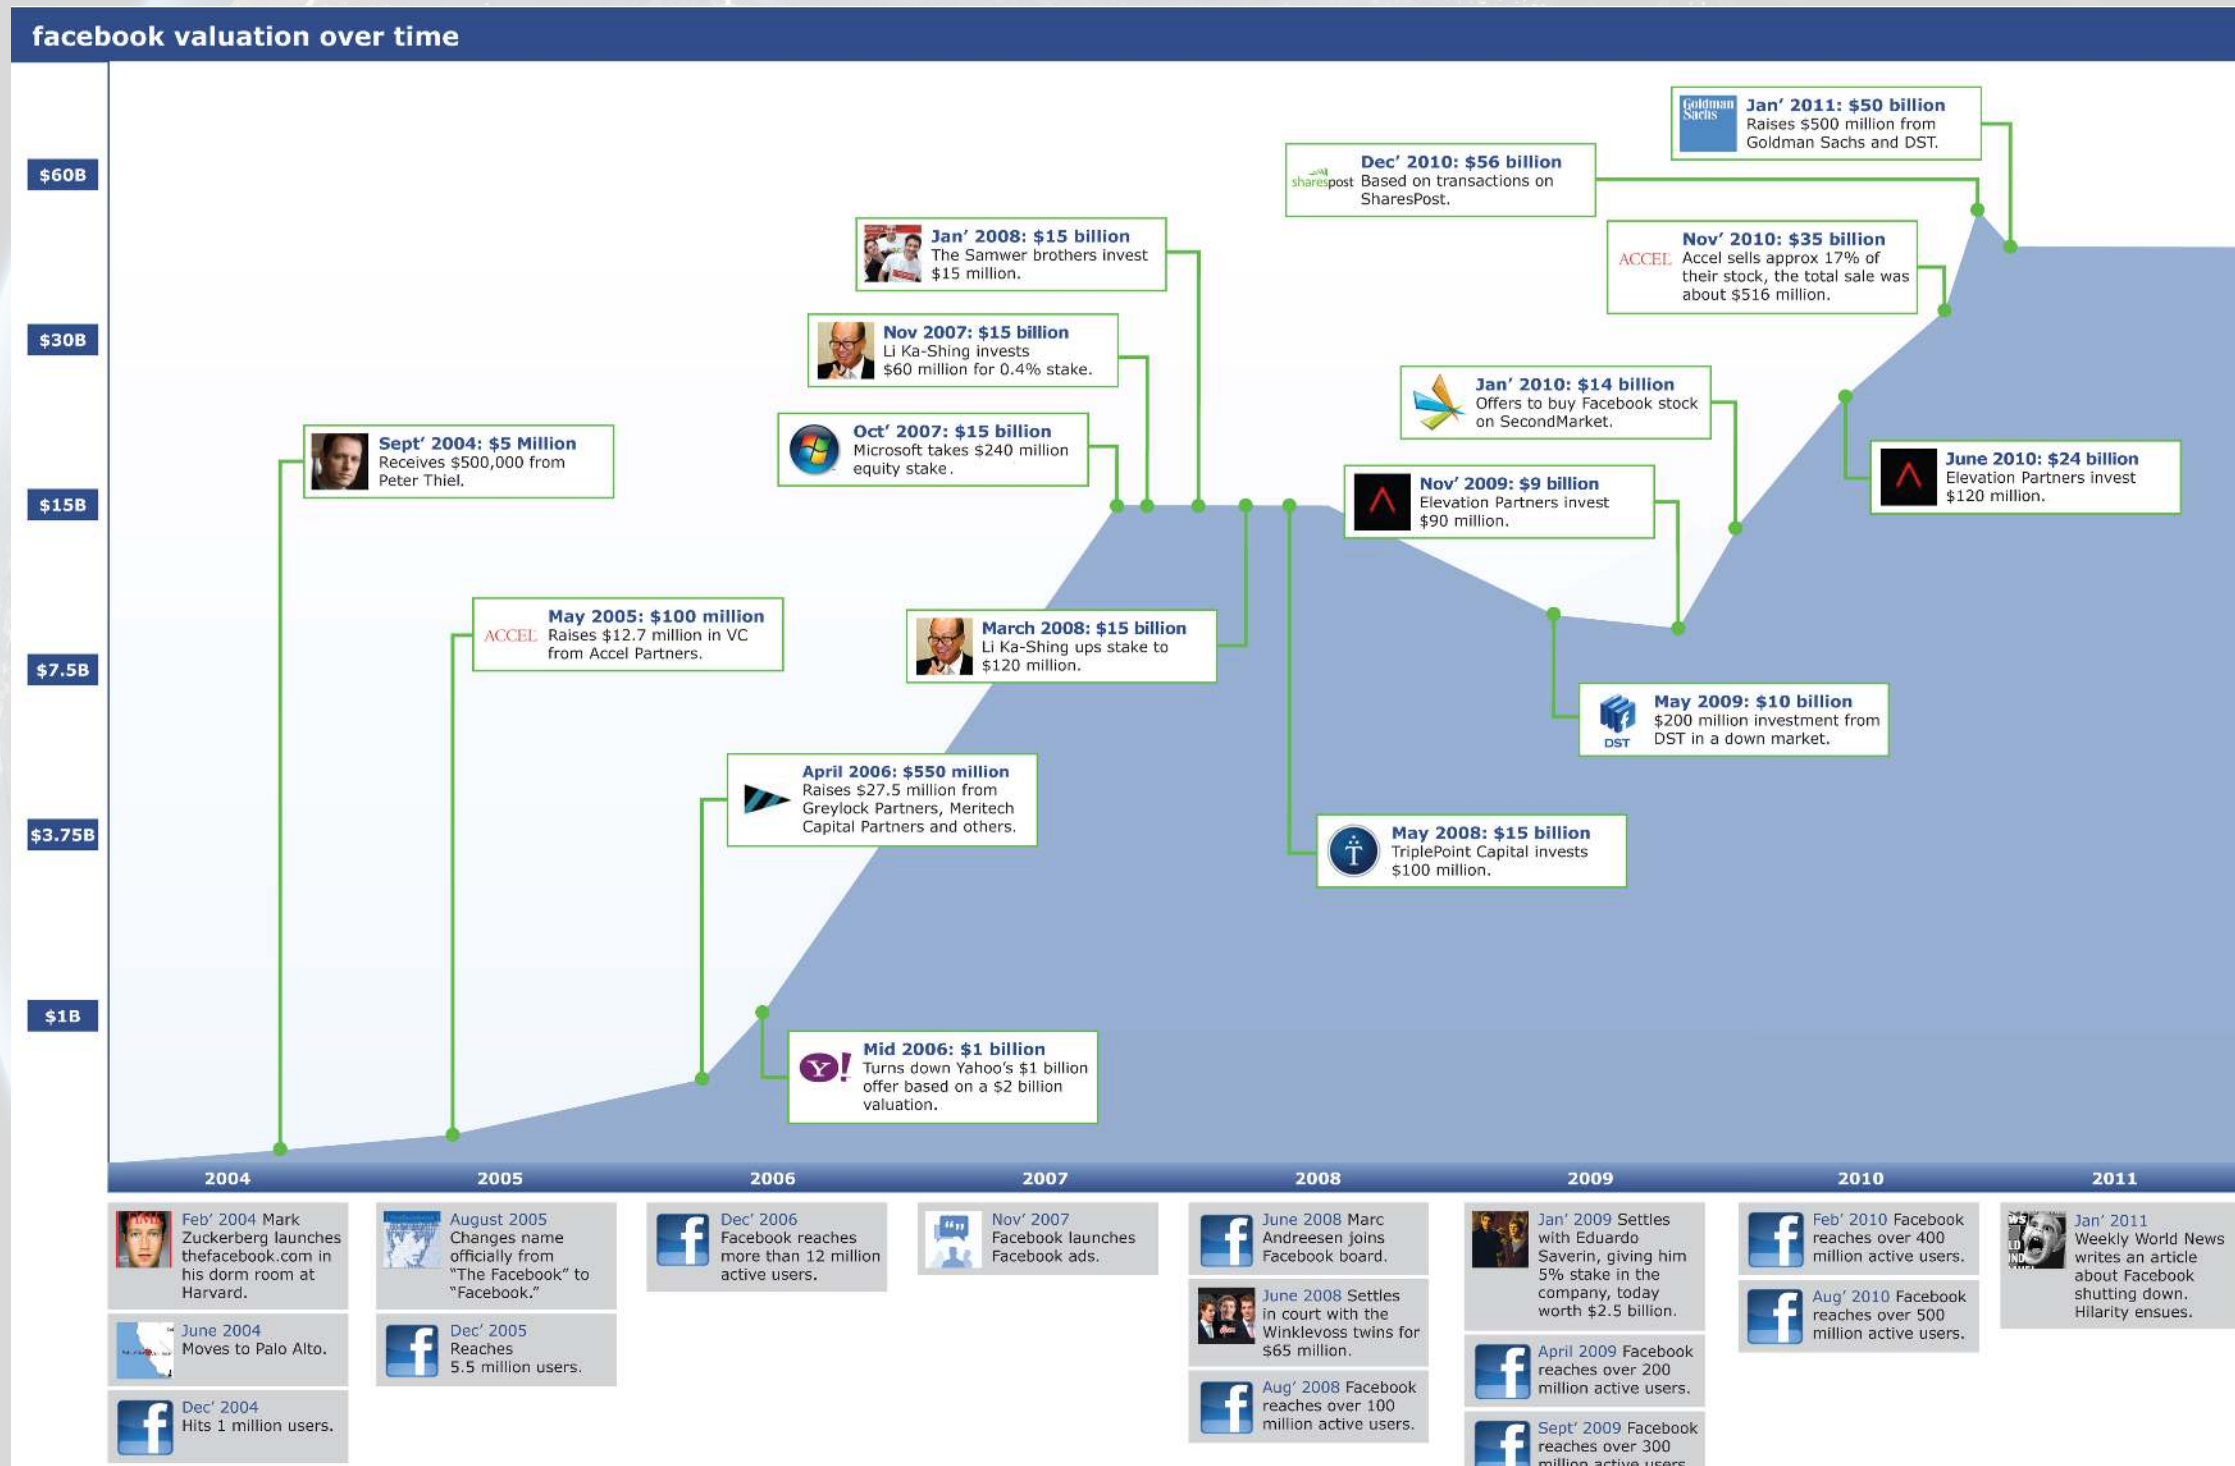 facebook valuation over time
$60B
$30B
$15B
$7.5B
$3.75B
$1B
Sept' 2004: $5 Million
Receives $500,000 from
Peter Thiel.
ACCEL
May 2005: $100 million
Raises $12.7 million in VC
from Accel Partners.
April 2006: $550 million
Raises $27.5 million from
Greylock Partners, Meritech
Capital Partners and others.
Y!
Mid 2006: $1 billion
Turns down Yahoo's $1 billion
offer based on a $2 billion
valuation.
Oct' 2007: $15 billion
Microsoft takes $240 million
equity stake.
Nov 2007: $15 billion
Li Ka-Shing invests
$60 million for 0.4% stake.
Jan' 2008: $15 billion
The Samwer brothers invest
$15 million.
March 2008: $15 billion
Li Ka-Shing ups stake to
$120 million.
May 2008: $15 billion
TriplePoint Capital invests
$100 million.
DST
May 2009: $10 billion
$200 million investment from
DST in a down market.
Nov' 2009: $9 billion
Elevation Partners invest
$90 million.
Jan' 2010: $14 billion
Offers to buy Facebook stock
on SecondMarket.
June 2010: $24 billion
Elevation Partners invest
$120 million.
ACCEL
Nov' 2010: $35 billion
Accel sells approx 17% of
their stock, the total sale was
about $516 million.
sharespost
Dec' 2010: $56 billion
Based on transactions on
SharesPost.
Goldman
Sachs
Jan' 2011: $50 billion
Raises $500 million from
Goldman Sachs and DST.
2004
2005
2006
2007
2008
2009
2010
2011
TIME
Feb' 2004 Mark
Zuckerberg launches
thefacebook.com in
his dorm room at
Harvard.
June 2004
Moves to Palo Alto.
f
Dec' 2004
Hits 1 million users.
August 2005
Changes name
officially from
"The Facebook" to
"Facebook."
f
Dec' 2005
Reaches
5.5 million users.
f
Dec' 2006
Facebook reaches
more than 12 million
active users.
Nov' 2007
Facebook launches
Facebook ads.
f
June 2008 Marc
Andreesen joins
Facebook board.
June 2008 Settles
in court with the
Winklevoss twins for
$65 million.
f
Aug' 2008 Facebook
reaches over 100
million active users.
Jan' 2009 Settles
with Eduardo
Saverin, giving him
5% stake in the
company, today
worth $2.5 billion.
f
April 2009 Facebook
reaches over 200
million active users.
f
Sept' 2009 Facebook
reaches over 300
million active users
f
Feb' 2010 Facebook
reaches over 400
million active users.
f
Aug' 2010 Facebook
reaches over 500
million active users.
Jan' 2011
Weekly World News
writes an article
about Facebook
shutting down.
Hilarity ensues.